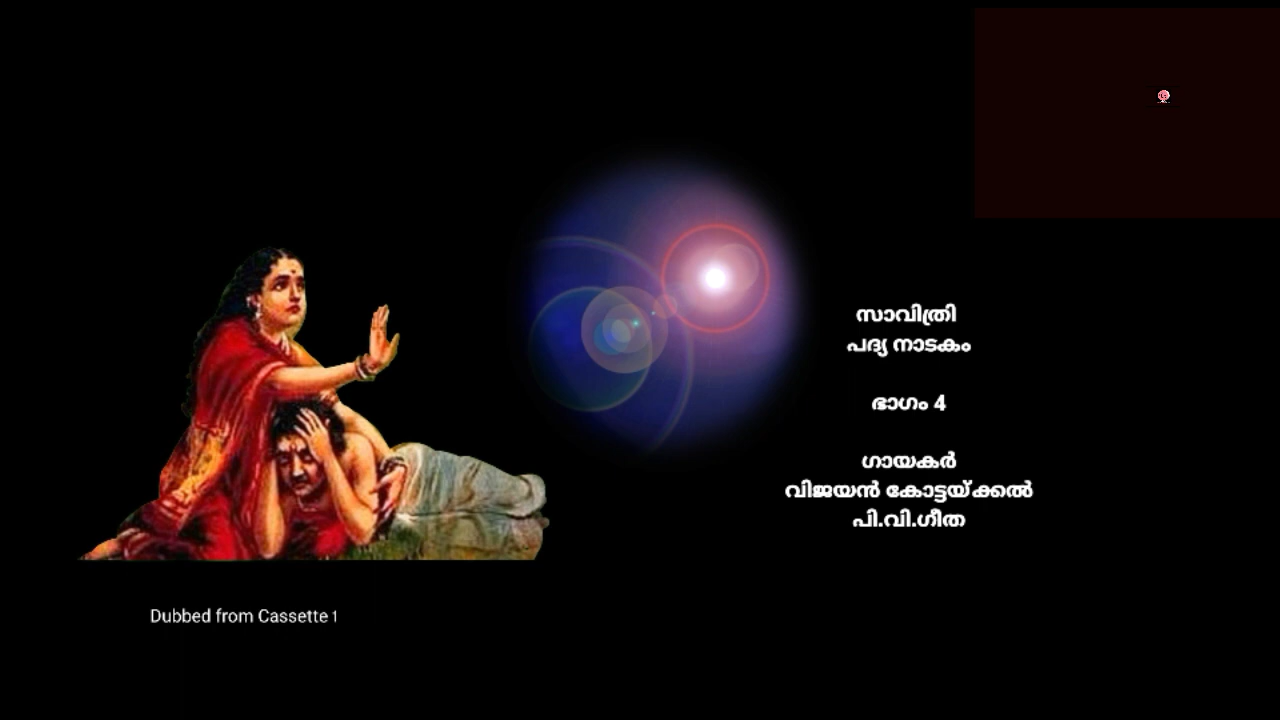 സാവിത്രി
പദ്യ നാടകം
ഭാഗം 4
ഗായകർ
വിജയൻ കോട്ടയ്ക്കൽ
പി.വി.ഗീത
Dubbed from Cassette 1